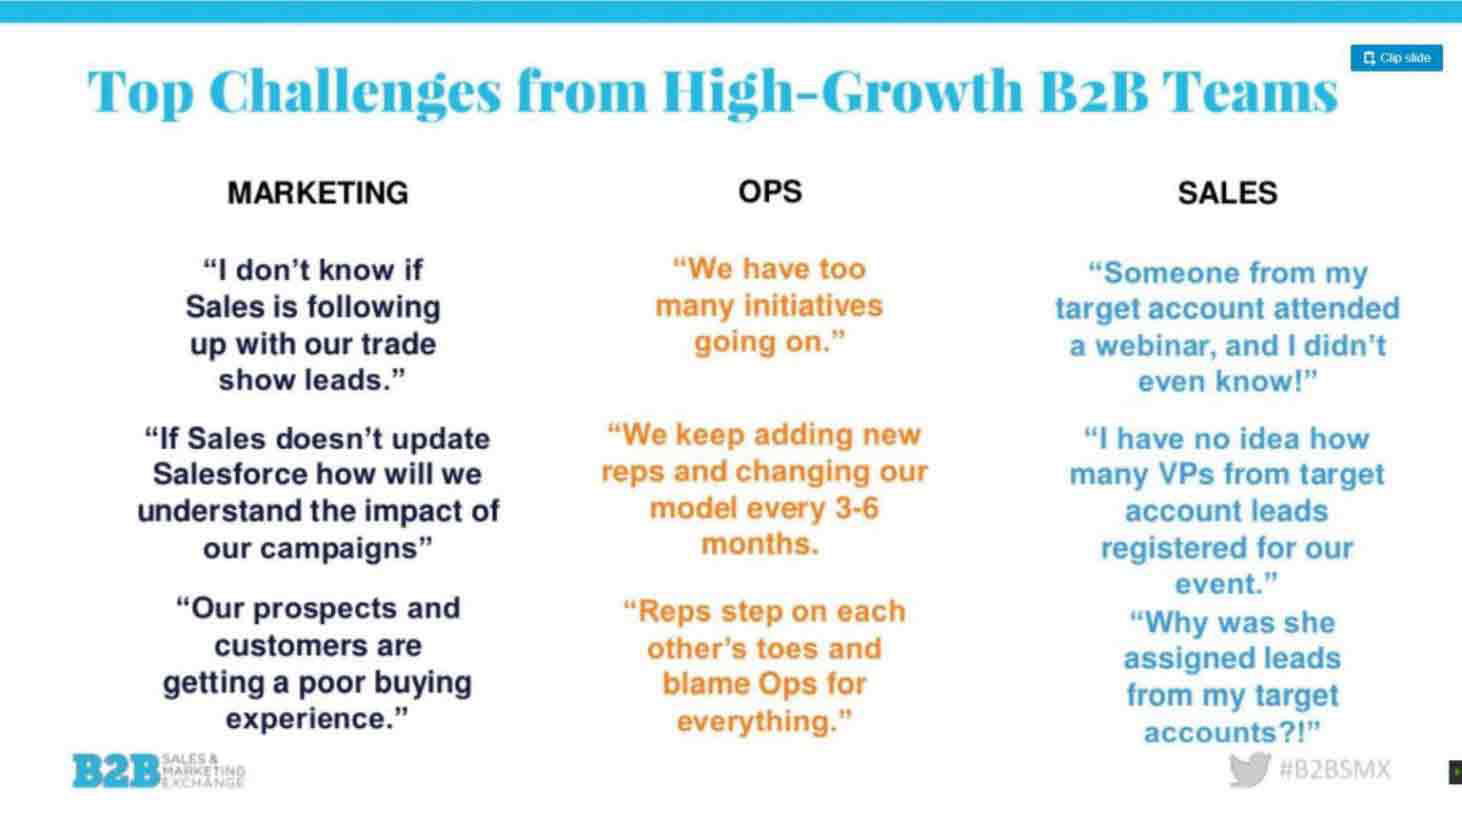 Clip slide
Top Challenges from High-Growth B2B Teams
MARKETING
“I don’t know if
Sales is following
up with our trade
show leads.”
“If Sales doesn’t update
Salesforce how will we
understand the impact of
our campaigns”
“Our prospects and
customers are
getting a poor buying
experience.”
OPS
“We have too
many initiatives
going on.”
“We keep adding new
reps and changing our
model every 3-6
months.
“Reps step on each
other’s toes and
blame Ops for
everything.”
SALES
“Someone from my
target account attended
a webinar, and I didn’t
even know!”
“I have no idea how
many VPs from target
account leads
registered for our
event.”
“Why was she
assigned leads
from my target
accounts?!”
B2B SALES &
MARKETING
EXCHANGE
#B2BSMX